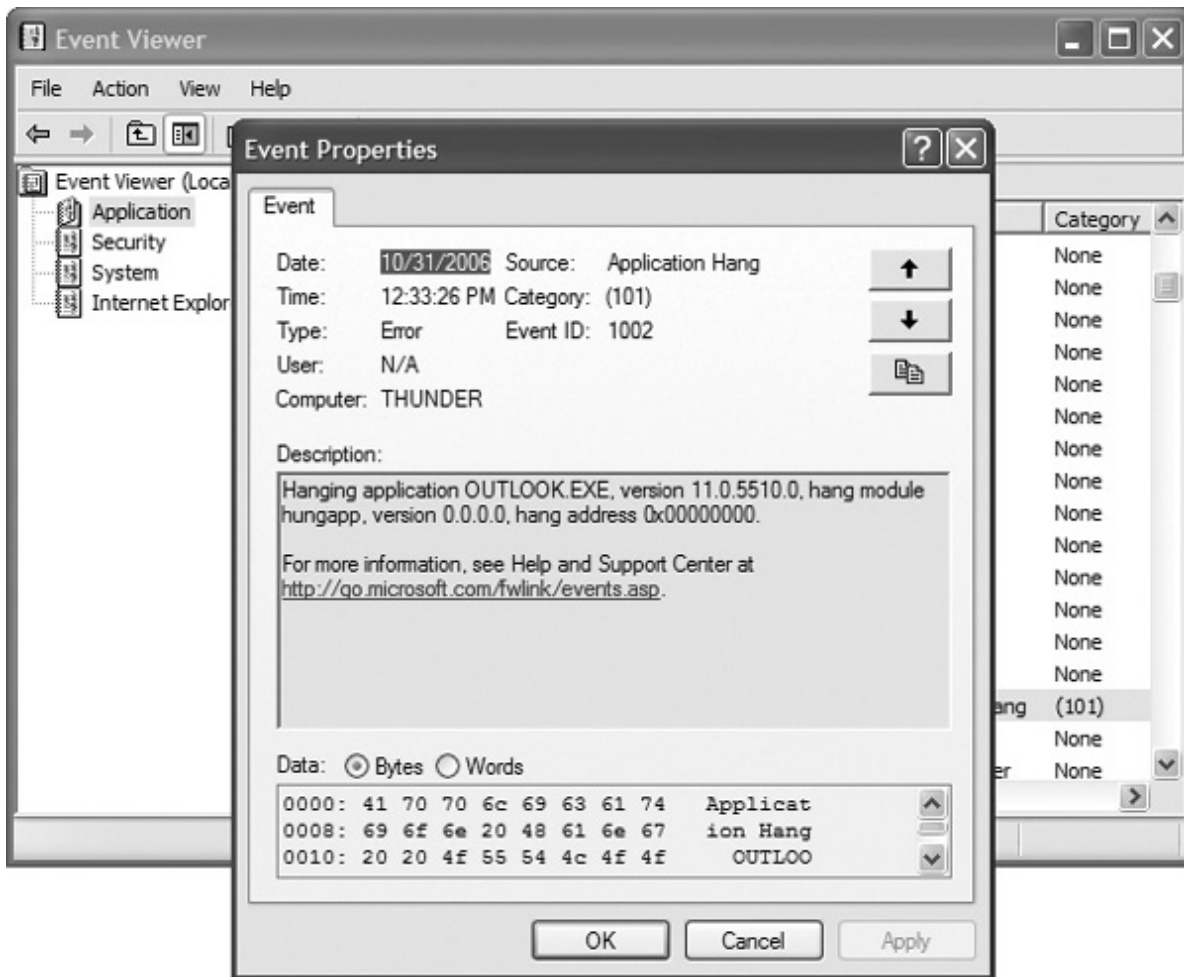 Event Viewer
File Action View Help
Event Viewer (Loca
Application
Security
System
Internet Explor
Category
None
None
None
None
None
None
None
None
None
None
None
None
None
None
ang (101)
None
er None
Event Properties
Event
Date: 10/31/2006 Source: Application Hang
Time: 12:33:26 PM Category: (101)
Type: Error Event ID: 1002
User: N/A
Computer: THUNDER
Description:
Hanging application OUTLOOK.EXE, version 11.0.5510.0, hang module
hungapp, version 0.0.0.0, hang address 0x00000000.
For more information, see Help and Support Center at
http://go.microsoft.com/fwlink/events.asp.
Data: Bytes Words
0000: 41 70 70 6c 69 63 61 74 Applicat
0008: 69 6f 6e 20 48 61 6e 67 ion Hang
0010: 20 20 4f 55 54 4c 4f 4f OUTLOO
OK Cancel Apply